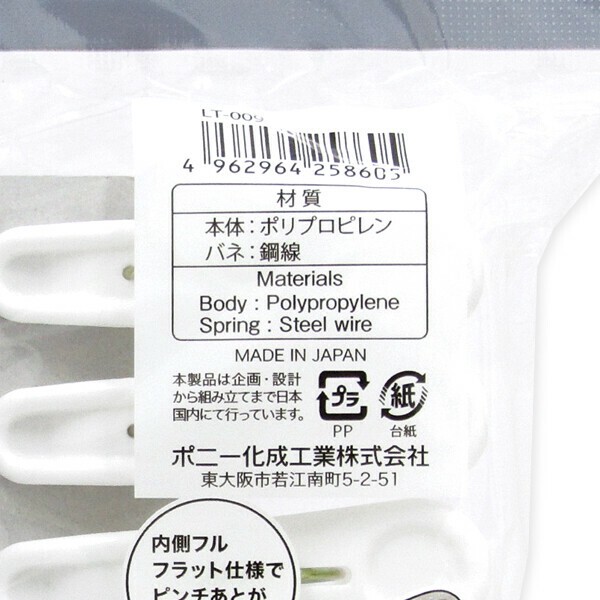 LT-009
4 962964 258605
材質
本体：ポリプロピレン
バネ：鋼線
Materials
Body : Polypropylene
Spring : Steel wire
MADE IN JAPAN
本製品は企画・設計
から組み立てまで日本
国内にて行っています。
プラ
紙
PP
台紙
ポニー化成工業株式会社
東大阪市若江南町5-2-51
内側フル
フラット仕様で
ピンチあとが